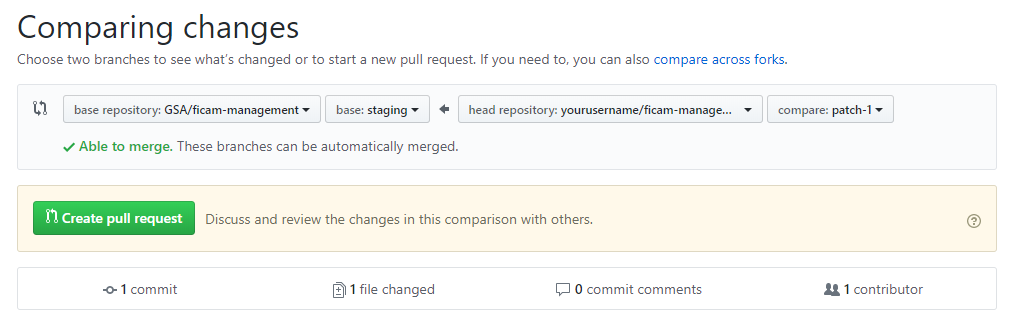 Comparing changes
Choose two branches to see what's changed or to start a new pull request. If you need to, you can also compare across forks.
base repository: GSA/ficam-management base: staging head repository: yourusername/ficam-manage... compare: patch-1
Able to merge. These branches can be automatically merged.
Create pull request Discuss and review the changes in this comparison with others. ?
1 commit 1 file changed 0 commit comments 1 contributor